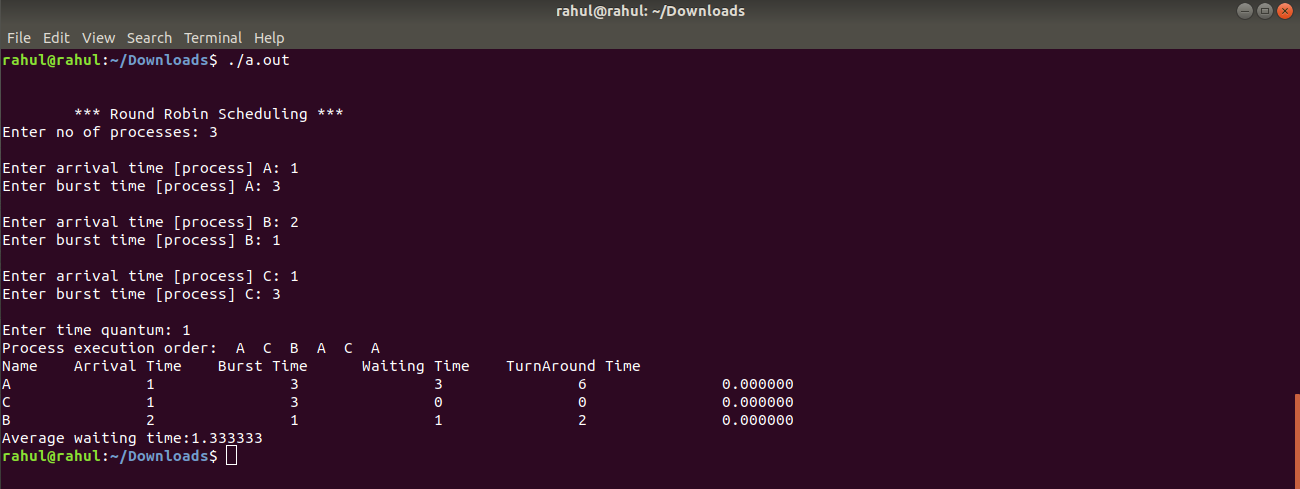 rahul@rahul: ~/Downloads
File Edit View Search Terminal Help
rahul@rahul:~/Downloads$ ./a.out
*** Round Robin Scheduling ***
Enter no of processes: 3
Enter arrival time [process] A: 1
Enter burst time [process] A: 3
Enter arrival time [process] B: 2
Enter burst time [process] B: 1
Enter arrival time [process] C: 1
Enter burst time [process] C: 3
Enter time quantum: 1
Process execution order:  A  C  B  A  C  A
Name    Arrival Time    Burst Time      Waiting Time    TurnAround Time
A               1               3               3               6               0.000000
C               1               3               0               0               0.000000
B               2               1               1               2               0.000000
Average waiting time:1.333333
rahul@rahul:~/Downloads$